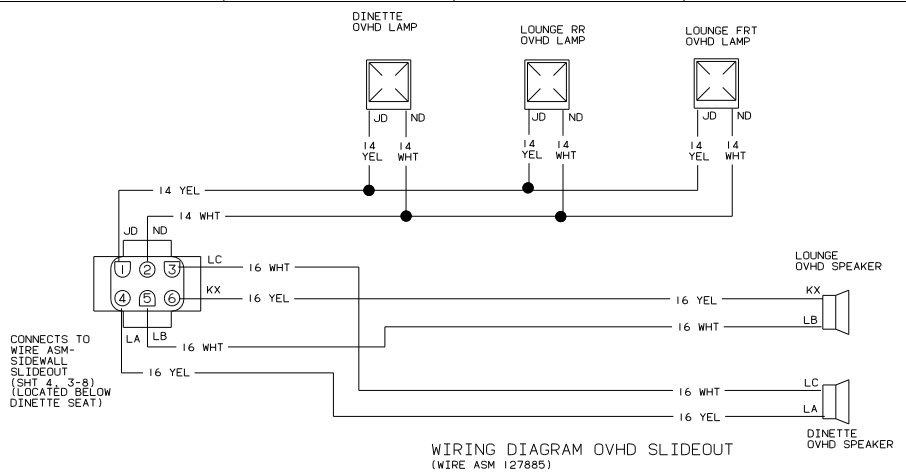 DINETTE
OVHD LAMP
LOUNGE RR
OVHD LAMP
LOUNGE FRT
OVHD LAMP
JD ND
JD ND
JD ND
14
YEL
14
WHT
14
YEL
14
WHT
14
YEL
14
WHT
14 YEL
14 WHT
JD ND
1 2 3
LC
16 WHT
4 5 6
KX
16 YEL
16 YEL
KX
LOUNGE
OVHD SPEAKER
16 WHT
LB
LA LB
16 WHT
16 YEL
CONNECTS TO
WIRE ASM-
SIDEWALL
SLIDEOUT
(SHT 4, 3-8)
(LOCATED BELOW
DINETTE SEAT)
16 WHT
LC
16 YEL
LA
DINETTE
OVHD SPEAKER
WIRING DIAGRAM OVHD SLIDEOUT
(WIRE ASM 127885)